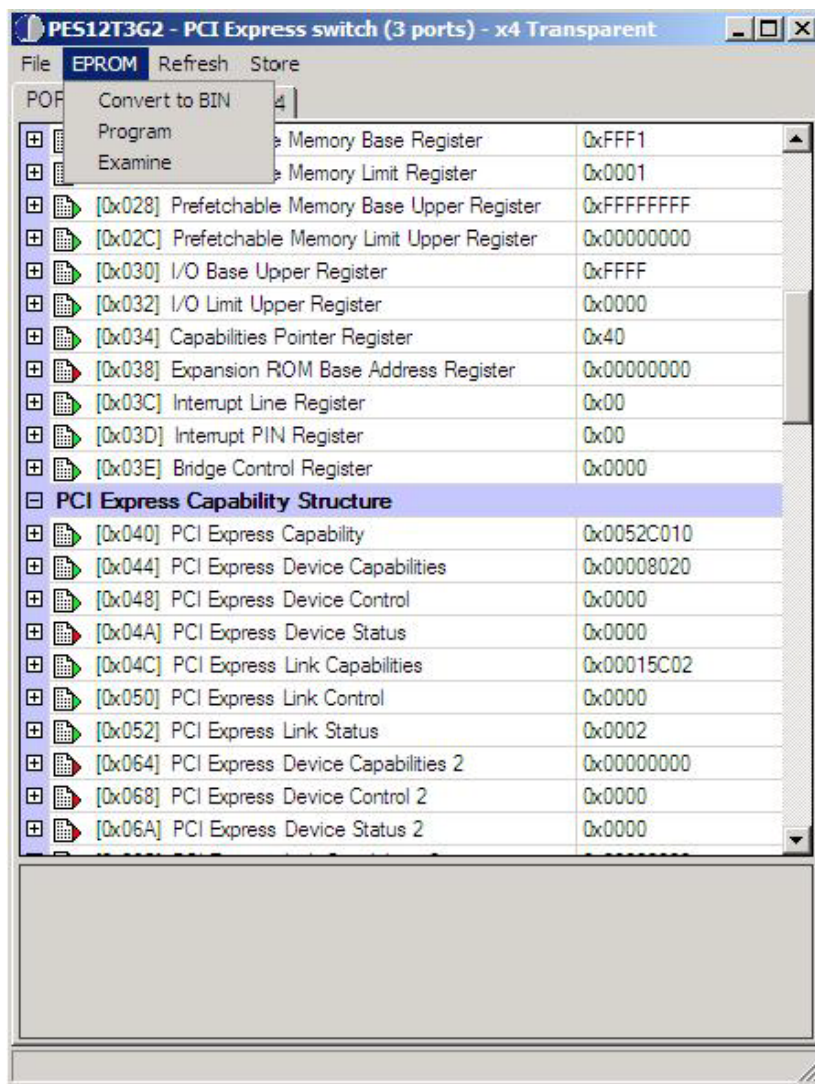 PES12T3G2 - PCI Express switch (3 ports) - x4 Transparent
File EPROM Refresh Store
Convert to BIN
Program
Examine
Memory Base Register 0xFFF1
Memory Limit Register 0x0001
[0x028] Prefetchable Memory Base Upper Register 0xFFFFFFFF
[0x02C] Prefetchable Memory Limit Upper Register 0x00000000
[0x030] I/O Base Upper Register 0xFFFF
[0x032] I/O Limit Upper Register 0x0000
[0x034] Capabilities Pointer Register 0x40
[0x038] Expansion ROM Base Address Register 0x00000000
[0x03C] Interrupt Line Register 0x00
[0x03D] Interrupt PIN Register 0x00
[0x03E] Bridge Control Register 0x0000
PCI Express Capability Structure
[0x040] PCI Express Capability 0x0052C010
[0x044] PCI Express Device Capabilities 0x00008020
[0x048] PCI Express Device Control 0x0000
[0x04A] PCI Express Device Status 0x0000
[0x04C] PCI Express Link Capabilities 0x00015C02
[0x050] PCI Express Link Control 0x0000
[0x052] PCI Express Link Status 0x0002
[0x064] PCI Express Device Capabilities 2 0x00000000
[0x068] PCI Express Device Control 2 0x0000
[0x06A] PCI Express Device Status 2 0x0000